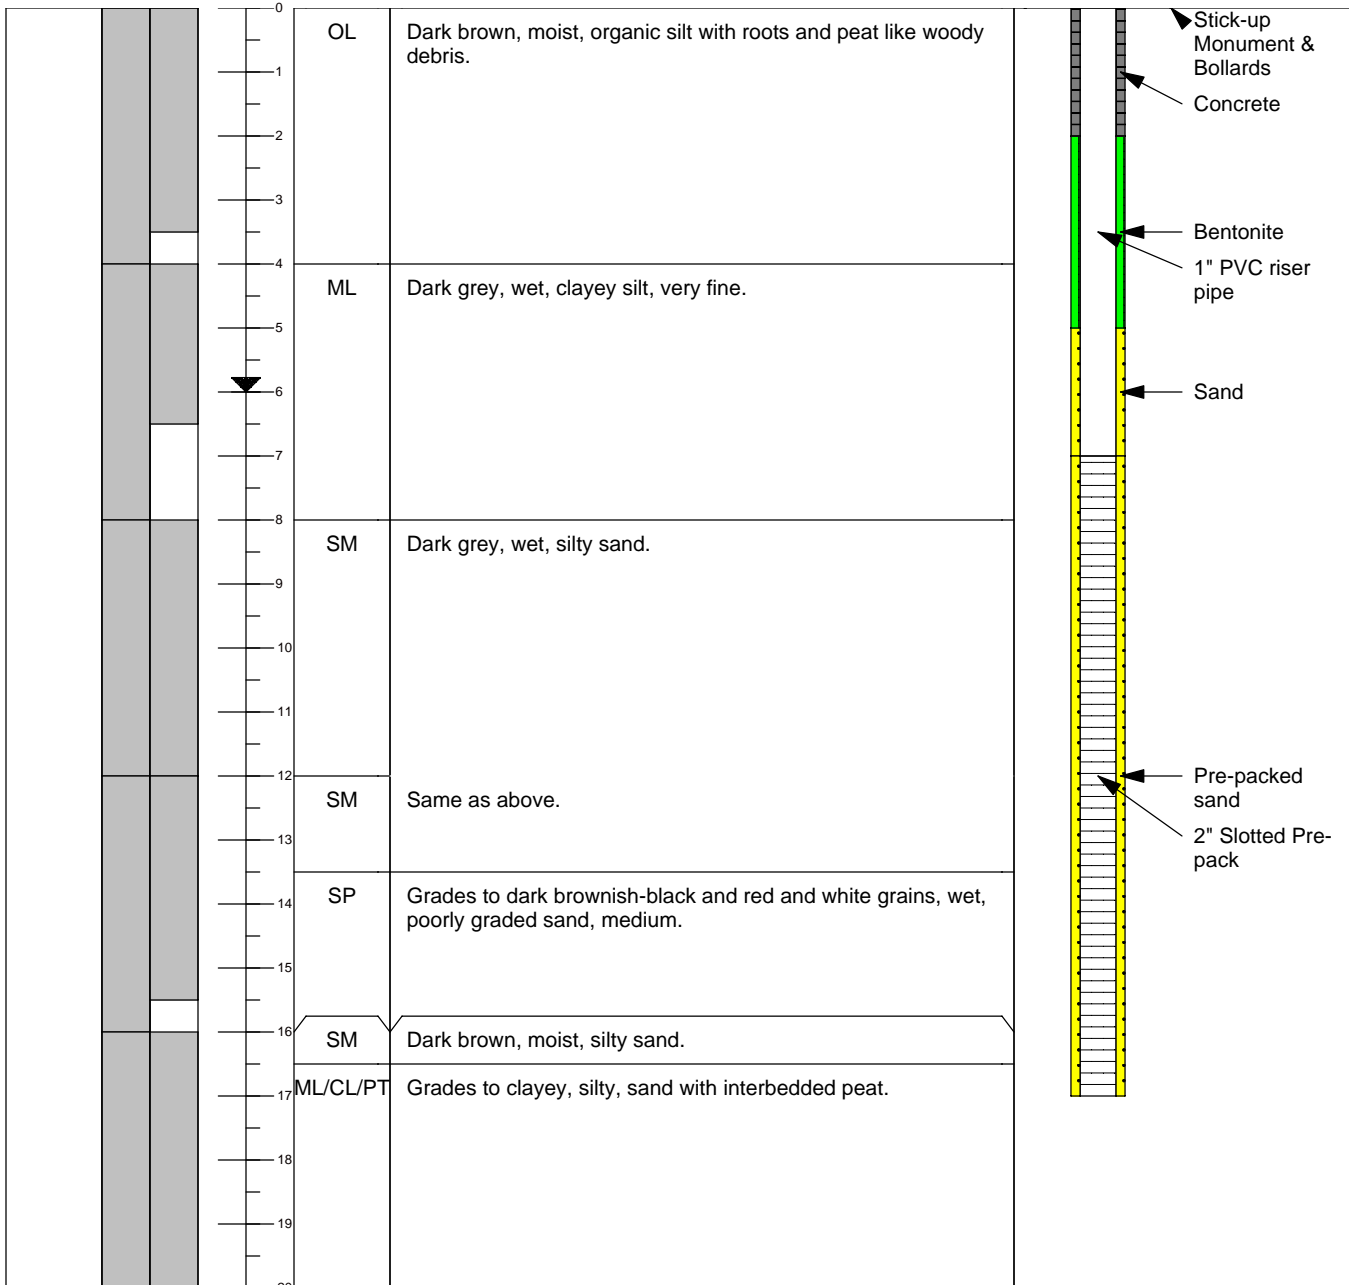 0
OL
Dark brown, moist, organic silt with roots and peat like woody
debris.
Stick-up
Monument &
Bollards
1
Concrete
2
3
Bentonite
4
ML
Dark grey, wet, clayey silt, very fine.
1" PVC riser
pipe
5
6
Sand
7
8
SM
Dark grey, wet, silty sand.
9
10
11
12
SM
Same as above.
Pre-packed
sand
13
2" Slotted Pre-
pack
14
SP
Grades to dark brownish-black and red and white grains, wet,
poorly graded sand, medium.
15
16
SM
Dark brown, moist, silty sand.
17
ML/CL/PT
Grades to clayey, silty, sand with interbedded peat.
18
19
20